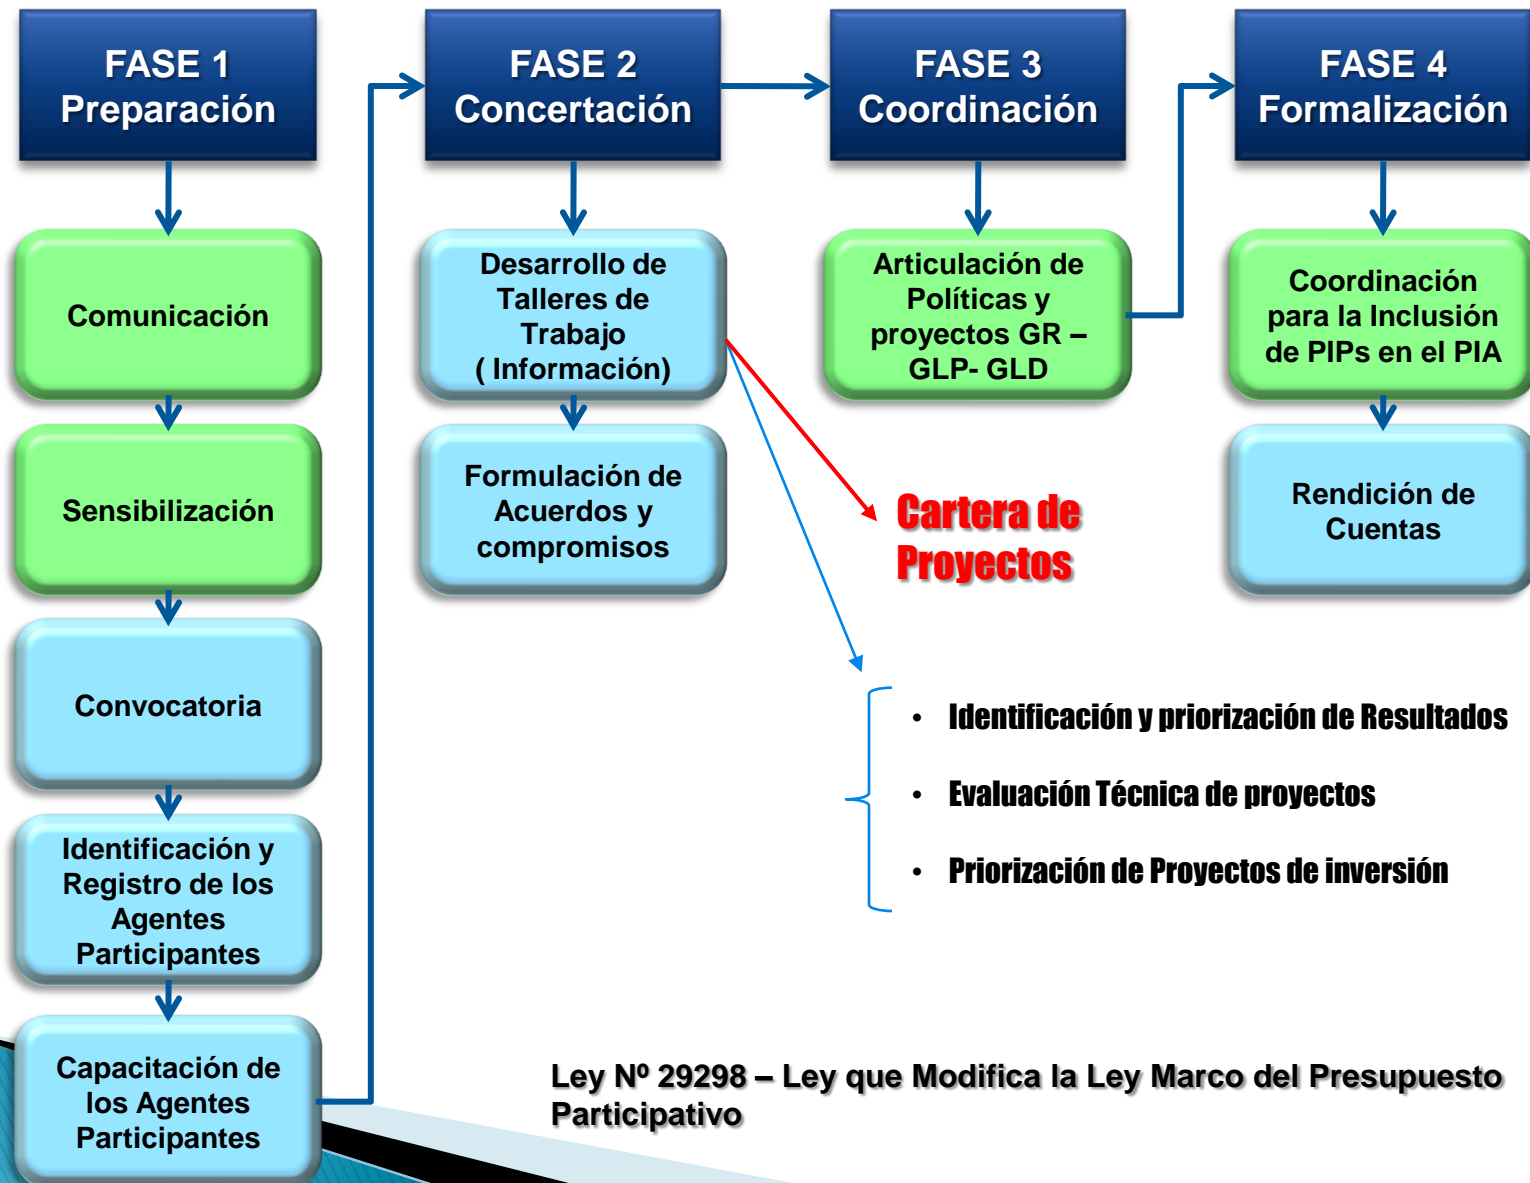 FASE 1
Preparación
Comunicación
Sensibilización
Convocatoria
Identificación y
Registro de los
Agentes
Participantes
Capacitación de
los Agentes
Participantes
FASE 2
Concertación
Desarrollo de
Talleres de
Trabajo
( Información)
Formulación de
Acuerdos y
compromisos
FASE 3
Coordinación
Articulación de
Políticas y
proyectos GR –
GLP- GLD
FASE 4
Formalización
Coordinación
para la Inclusión
de PIPs en el PIA
Rendición de
Cuentas
Cartera de
Proyectos
• Identificación y priorización de Resultados
• Evaluación Técnica de proyectos
• Priorización de Proyectos de inversión
Ley Nº 29298 – Ley que Modifica la Ley Marco del Presupuesto
Participativo